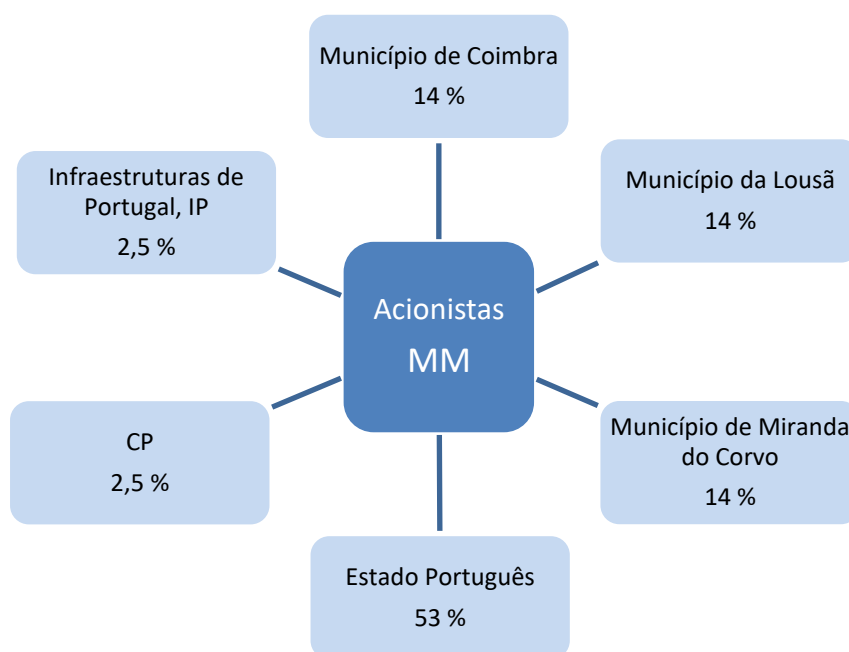 Município de Coimbra
14 %
Infraestruturas de
Portugal, IP
2,5 %
Município da Lousã
14 %
Acionistas
MM
CP
2,5 %
Município de Miranda
do Corvo
14 %
Estado Português
53 %